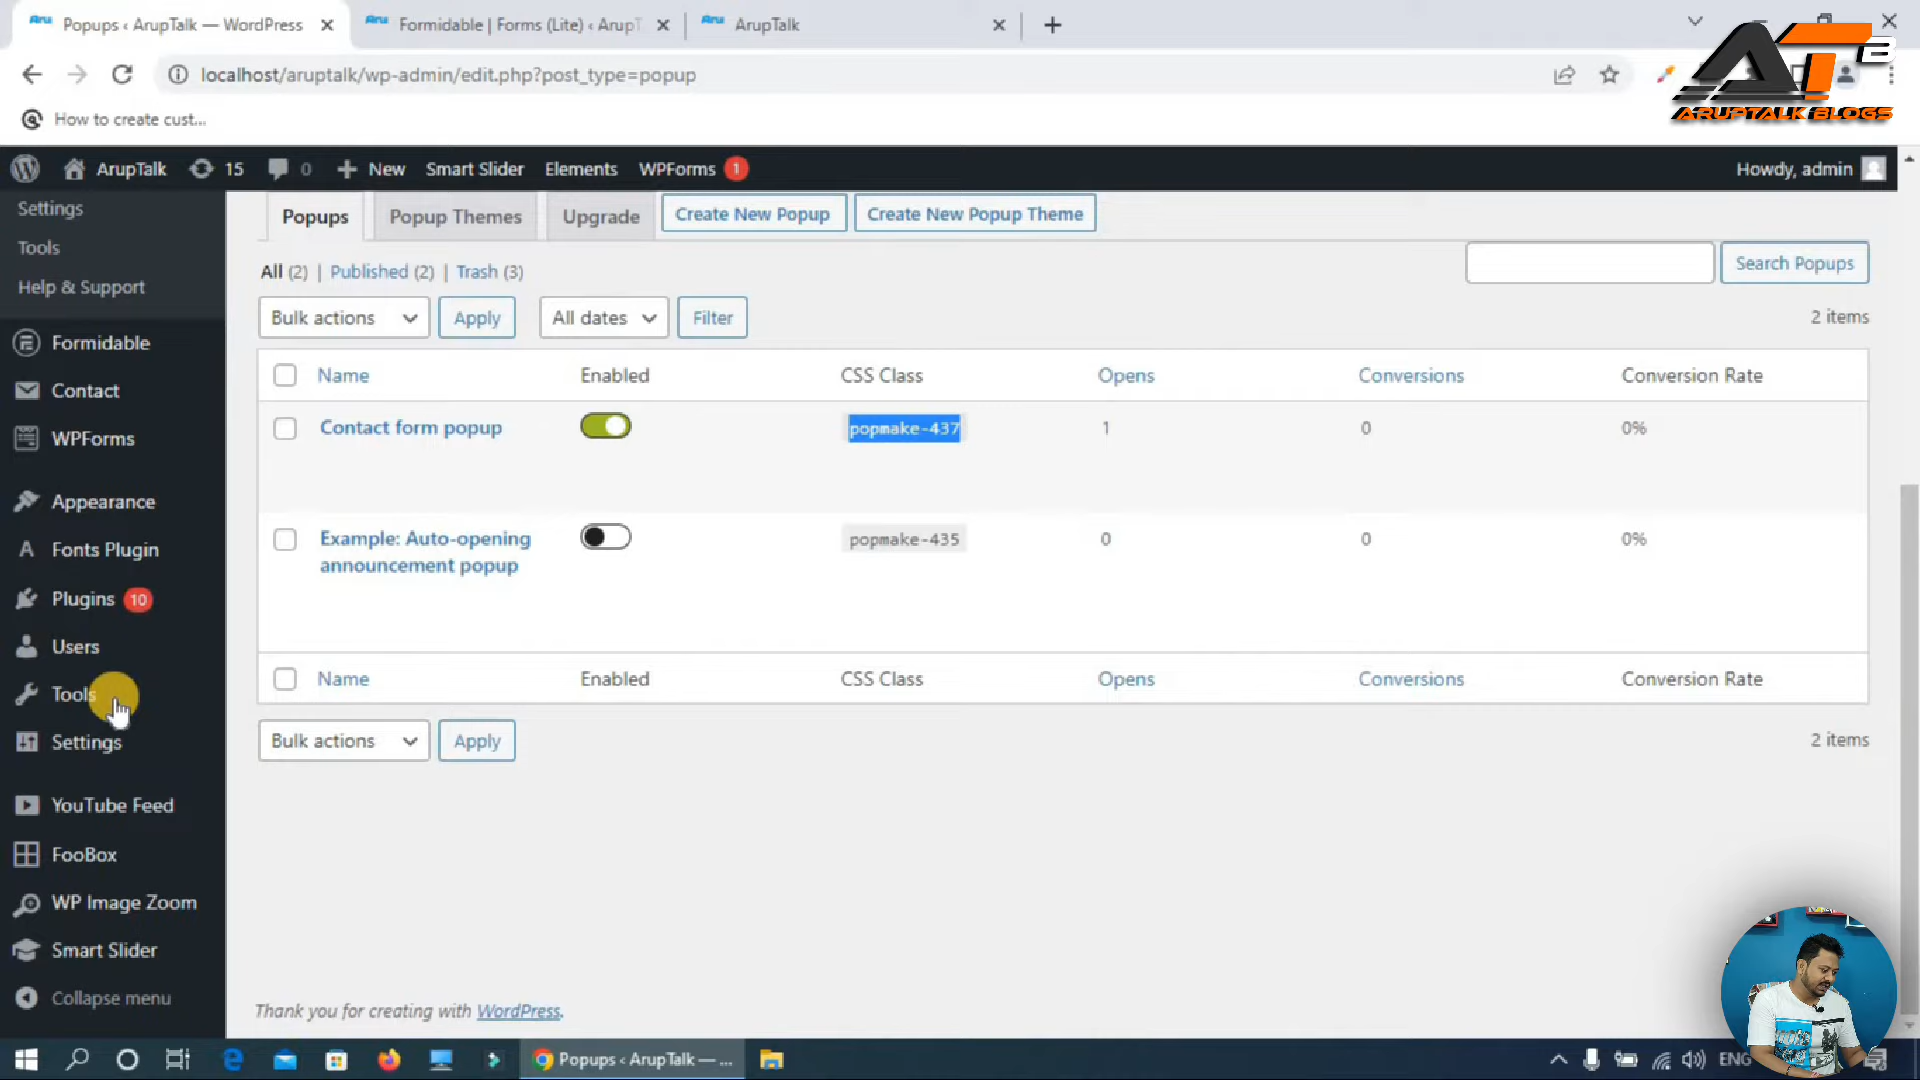 Popups ‹ ArupTalk — WordPress
Formidable | Forms (Lite) ‹ ArupT
ArupTalk
localhost/aruptalk/wp-admin/edit.php?post_type=popup
How to create cust...
ATB
ARUPTALK BLOGS
ArupTalk 15 0 New Smart Slider Elements WPForms 1 Howdy, admin
Settings
Tools
Help & Support
Formidable
Contact
WPForms
Appearance
Fonts Plugin
Plugins 10
Users
Tools
Settings
YouTube Feed
FooBox
WP Image Zoom
Smart Slider
Collapse menu
Popups Popup Themes Upgrade Create New Popup Create New Popup Theme
All (2) | Published (2) | Trash (3)
Search Popups
Bulk actions Apply All dates Filter 2 items
Name Enabled CSS Class Opens Conversions Conversion Rate
Contact form popup popmake-437 1 0 0%
Example: Auto-opening popmake-435 0 0 0%
announcement popup
Name Enabled CSS Class Opens Conversions Conversion Rate
Bulk actions Apply 2 items
Thank you for creating with WordPress.
Popups ‹ ArupTalk — ...
ENG